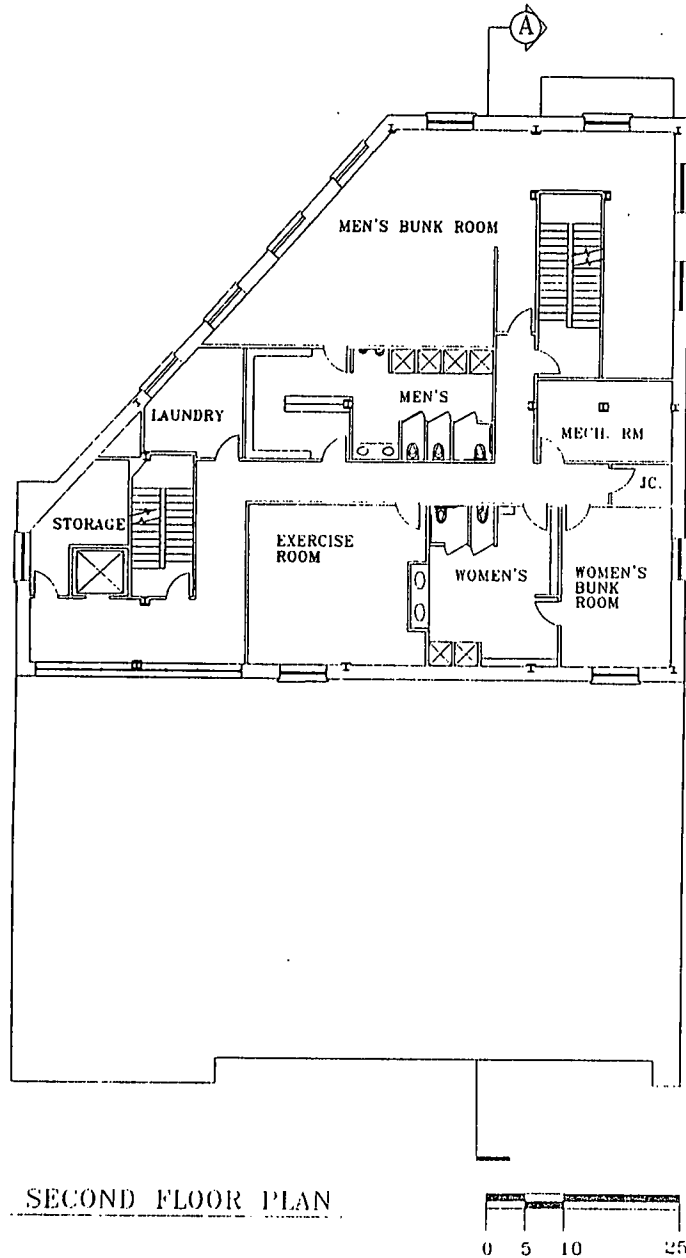 A
MEN'S BUNK ROOM
MEN'S
LAUNDRY
MECH. RM
JC.
STORAGE
EXERCISE
ROOM
WOMEN'S
WOMEN'S
BUNK
ROOM
SECOND FLOOR PLAN
0 5 10 25